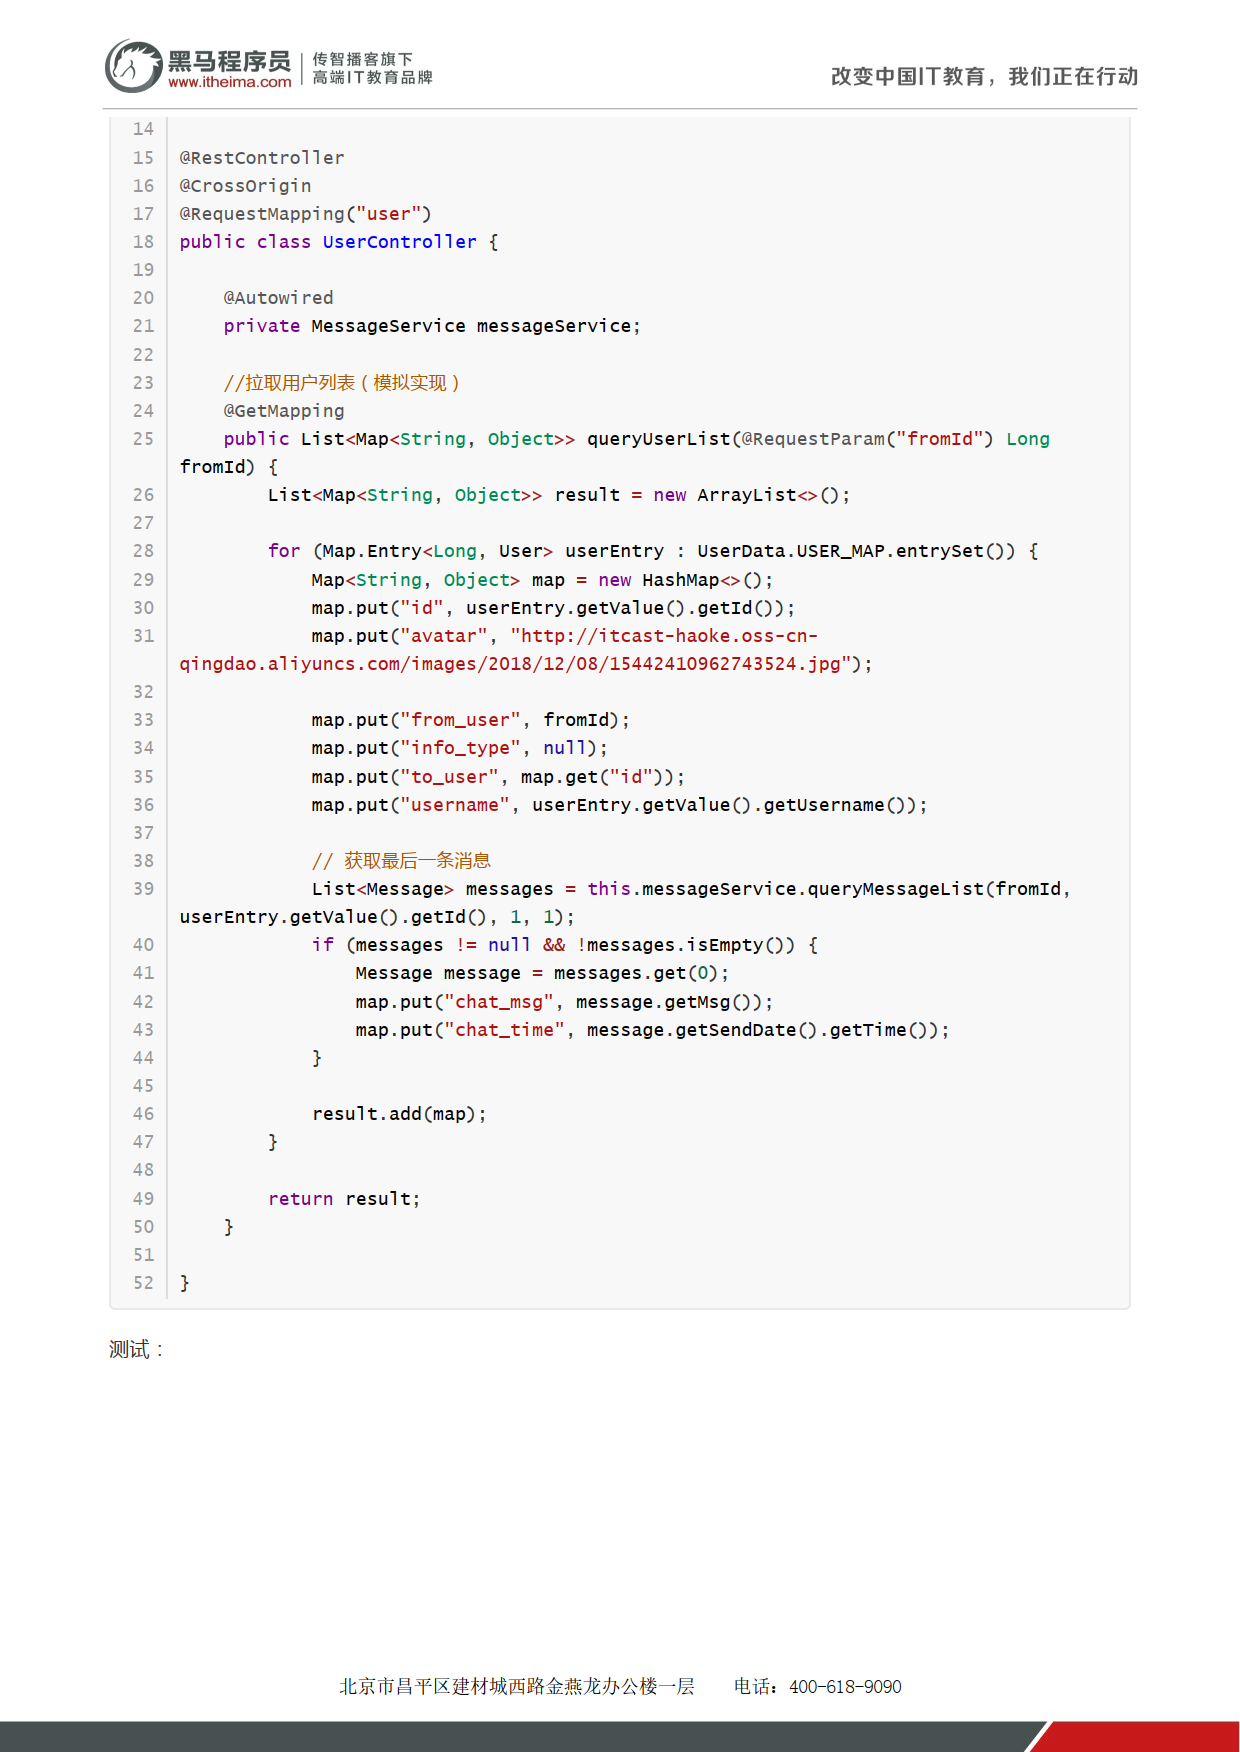 黑马程序员
www.itheima.com
传智播客旗下
高端IT教育品牌
改变中国IT教育，我们正在行动
14
15 @RestController
16 @CrossOrigin
17 @RequestMapping("user")
18 public class UserController {
19
20     @Autowired
21     private MessageService messageService;
22
23     //拉取用户列表（模拟实现）
24     @GetMapping
25     public List<Map<String, Object>> queryUserList(@RequestParam("fromId") Long
fromId) {
26         List<Map<String, Object>> result = new ArrayList<>();
27
28         for (Map.Entry<Long, User> userEntry : UserData.USER_MAP.entrySet()) {
29             Map<String, Object> map = new HashMap<>();
30             map.put("id", userEntry.getValue().getId());
31             map.put("avatar", "http://itcast-haoke.oss-cn-
qingdao.aliyuncs.com/images/2018/12/08/15442410962743524.jpg");
32
33             map.put("from_user", fromId);
34             map.put("info_type", null);
35             map.put("to_user", map.get("id"));
36             map.put("username", userEntry.getValue().getUsername());
37
38             // 获取最后一条消息
39             List<Message> messages = this.messageService.queryMessageList(fromId,
userEntry.getValue().getId(), 1, 1);
40             if (messages != null && !messages.isEmpty()) {
41                 Message message = messages.get(0);
42                 map.put("chat_msg", message.getMsg());
43                 map.put("chat_time", message.getSendDate().getTime());
44             }
45
46             result.add(map);
47         }
48
49         return result;
50     }
51
52 }
测试：
北京市昌平区建材城西路金燕龙办公楼一层 电话：400-618-9090